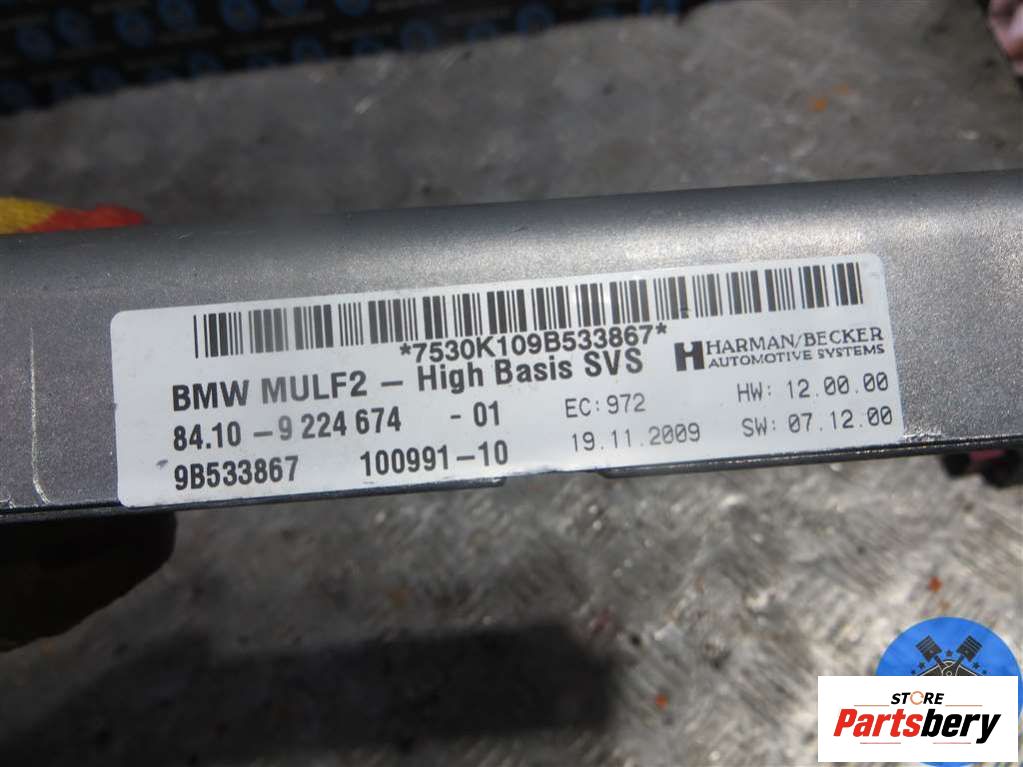 *7530K109B533867*
HARMAN/BECKER
AUTOMOTIVE SYSTEMS
BMW MULF2 - High Basis SVS
84.10 - 9 224 674 - 01
EC: 972
HW: 12.00.00
9B533867
100991-10
19.11.2009
SW: 07.12.00
STORE
Partsbery